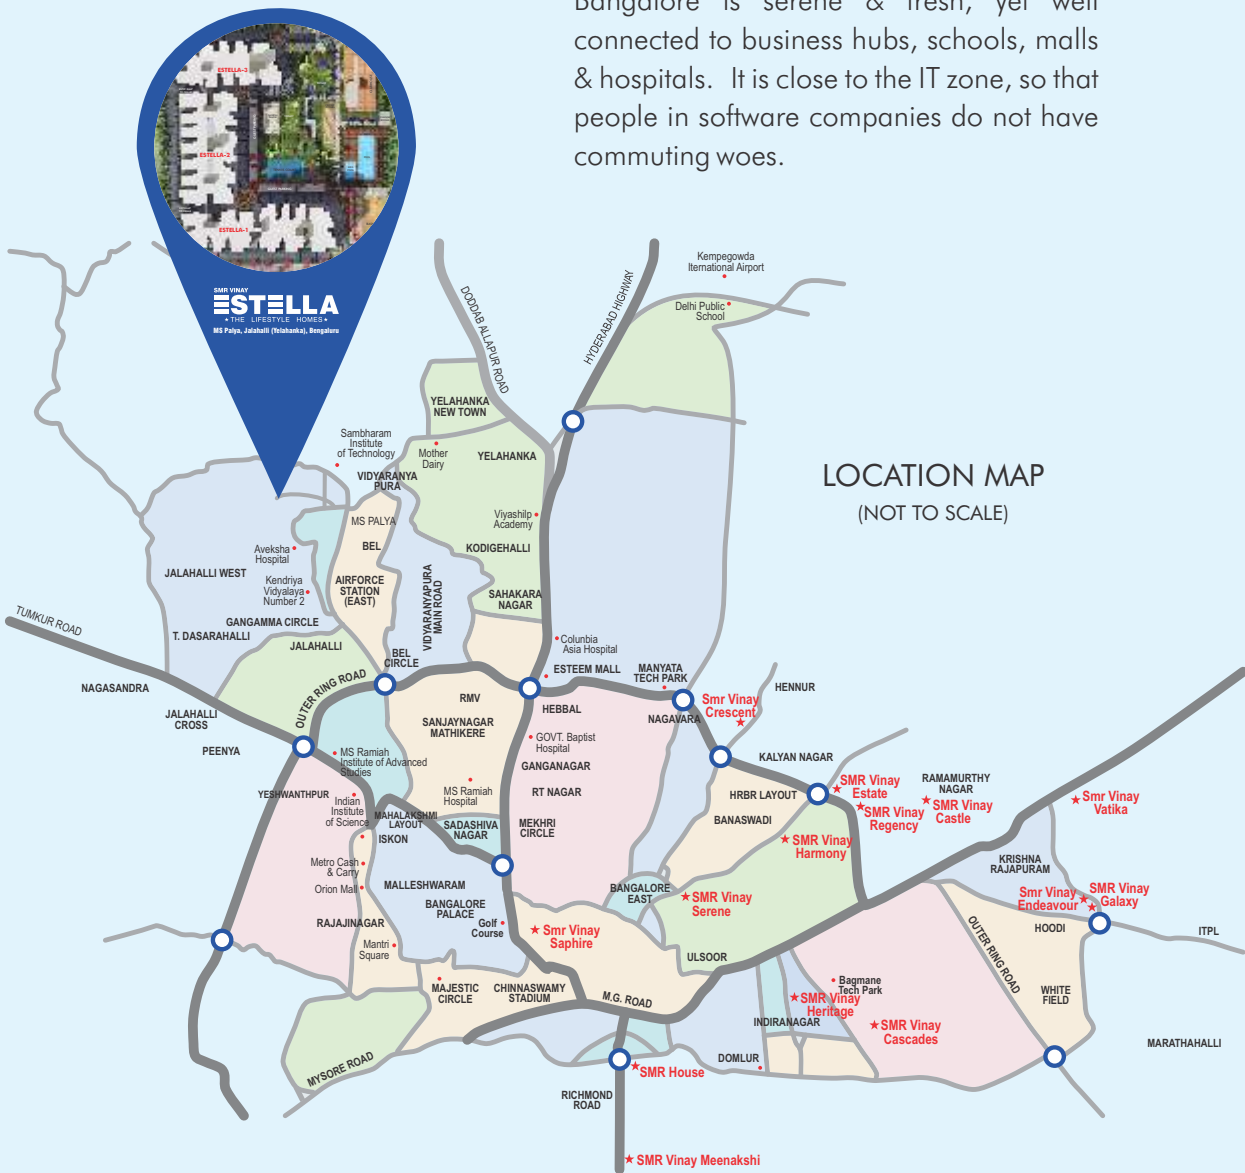 Bangalore is serene & fresh, yet well
connected to business hubs, schools, malls
& hospitals. It is close to the IT zone, so that
people in software companies do not have
commuting woes.
ESTELLA-3
ESTELLA-2
ESTELLA-1
SMR VINAY
ESTELLA
THE LIFESTYLE HOMES
MS Palya, Jalahalli (Yelahanka), Bengaluru
LOCATION MAP
(NOT TO SCALE)
Kempegowda
Iternational Airport
Delhi Public
School
DODDAB ALLAPUR ROAD
HYDERABAD HIGHWAY
YELAHANKA
NEW TOWN
Sambharam
Institute
of Technology
Mother
Dairy
YELAHANKA
VIDYARANYA
PURA
MS PALYA
Viyashilp
Academy
BEL
KODIGEHALLI
Aveksha
Hospital
JALAHALLI WEST
Kendriya
Vidyalaya
Number 2
AIRFORCE
STATION
(EAST)
VIDYARANYAPURA
MAIN ROAD
SAHAKARA
NAGAR
TUMKUR ROAD
GANGAMMA CIRCLE
T. DASARAHALLI
JALAHALLI
BEL
CIRCLE
Colunbia
Asia Hospital
ESTEEM MALL
MANYATA
TECH PARK
NAGASANDRA
OUTER RING ROAD
RMV
HEBBAL
NAGAVARA
Smr Vinay
Crescent
HENNUR
JALAHALLI
CROSS
SANJAYNAGAR
MATHIKERE
PEENYA
MS Ramiah
Institute of Advanced
Studies
GOVT. Baptist
Hospital
GANGANAGAR
KALYAN NAGAR
YESHWANTHPUR
Indian
Institute
of Science
MS Ramiah
Hospital
RT NAGAR
HRBR LAYOUT
SMR Vinay
Estate
SMR Vinay
Regency
RAMAMURTHY
NAGAR
SMR Vinay
Castle
Smr Vinay
Vatika
MAHALAKSHMI
LAYOUT
ISKON
SADASHIVA
NAGAR
MEKHRI
CIRCLE
BANASWADI
SMR Vinay
Harmony
Metro Cash
& Carry
Orion Mall
MALLESHWARAM
BANGALORE
EAST
SMR Vinay
Serene
KRISHNA
RAJAPURAM
Smr Vinay
Endeavour
SMR Vinay
Galaxy
BANGALORE
PALACE
RAJAJINAGAR
Golf
Course
Smr Vinay
Saphire
HOODI
ITPL
Mantri
Square
ULSOOR
OUTER RING ROAD
MAJESTIC
CIRCLE
CHINNASWAMY
STADIUM
M.G. ROAD
Bagmane
Tech Park
SMR Vinay
Heritage
WHITE
FIELD
INDIRANAGAR
SMR Vinay
Cascades
MARATHAHALLI
MYSORE ROAD
SMR House
DOMLUR
RICHMOND
ROAD
SMR Vinay Meenakshi